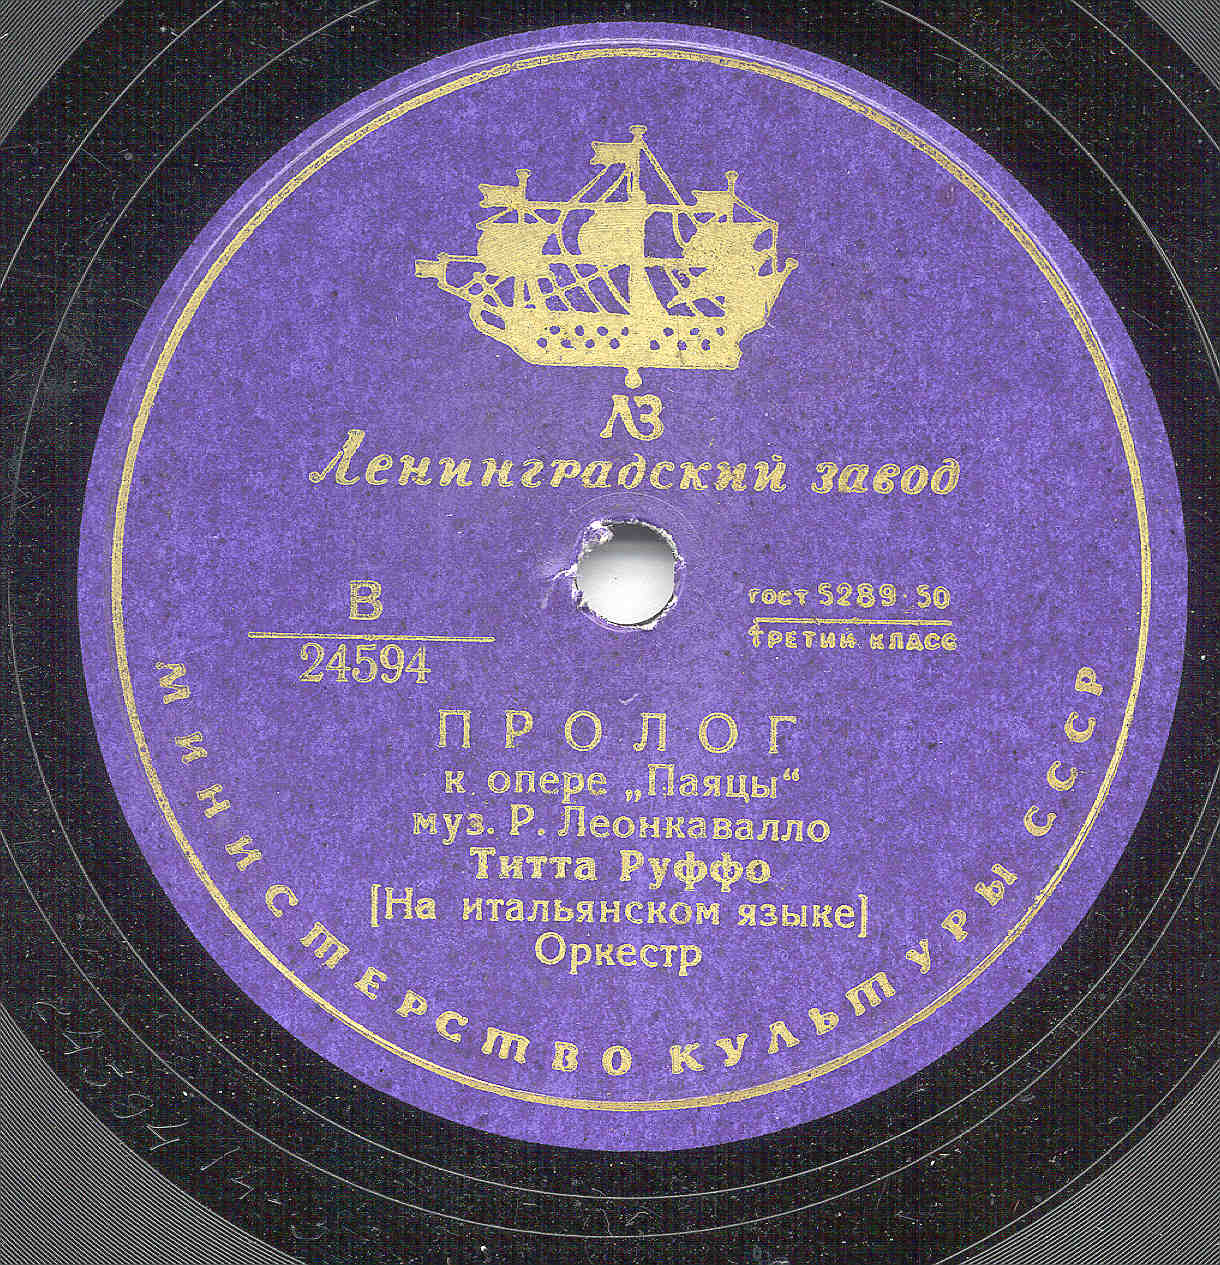 ЛЗ
Ленинградский завод
В
24594
гост 5289·50
третий класс
ПРОЛОГ
к опере „Паяцы“
муз. Р. Леонкавалло
Титта Руффо
[На итальянском языке]
Оркестр
Министерство культуры СССР